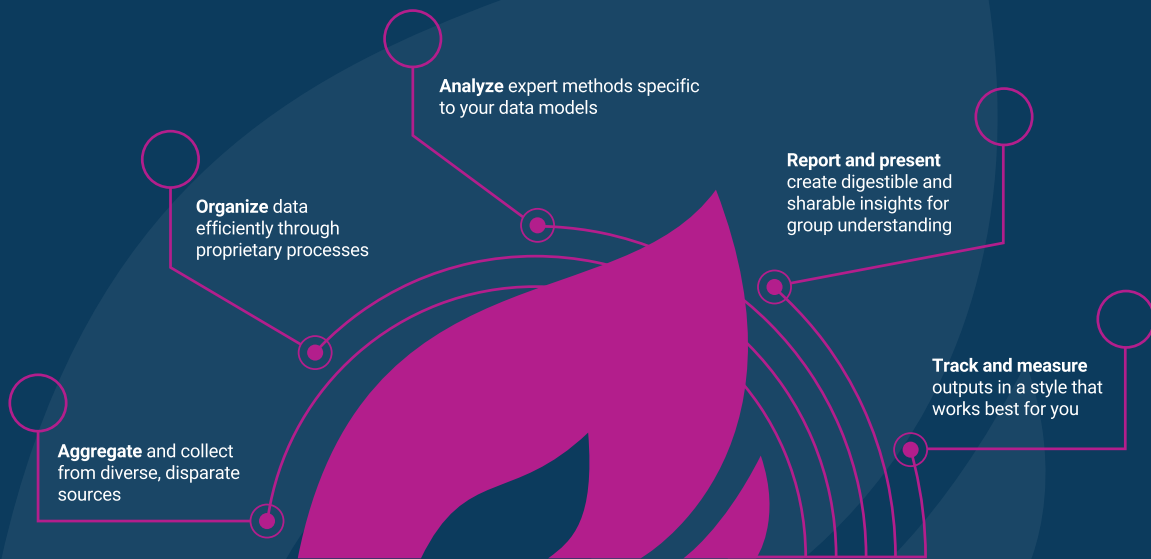 Analyze expert methods specific
to your data models
Report and present
create digestible and
sharable insights for
group understanding
Organize data
efficiently through
proprietary processes
Track and measure
outputs in a style that
works best for you
Aggregate and collect
from diverse, disparate
sources